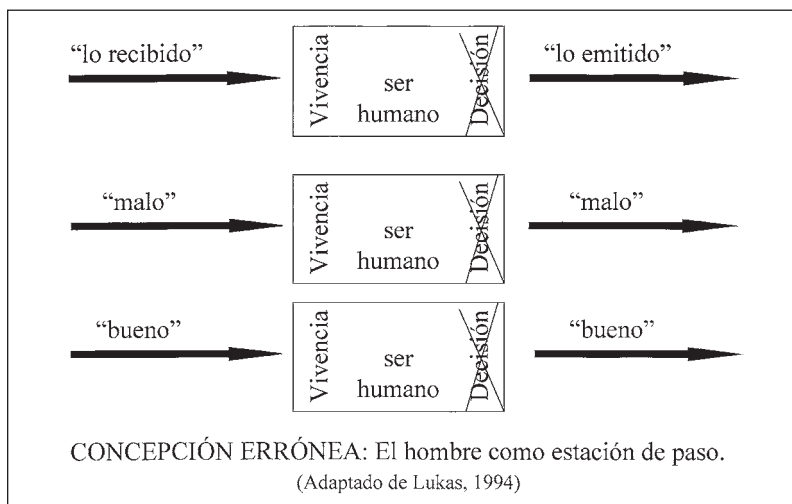 “lo recibido”
Vivencia
ser
humano
Decisión
“lo emitido”
“malo”
Vivencia
ser
humano
Decisión
“malo”
“bueno”
Vivencia
ser
humano
Decisión
“bueno”
CONCEPCIÓN ERRÓNEA: El hombre como estación de paso.
(Adaptado de Lukas, 1994)